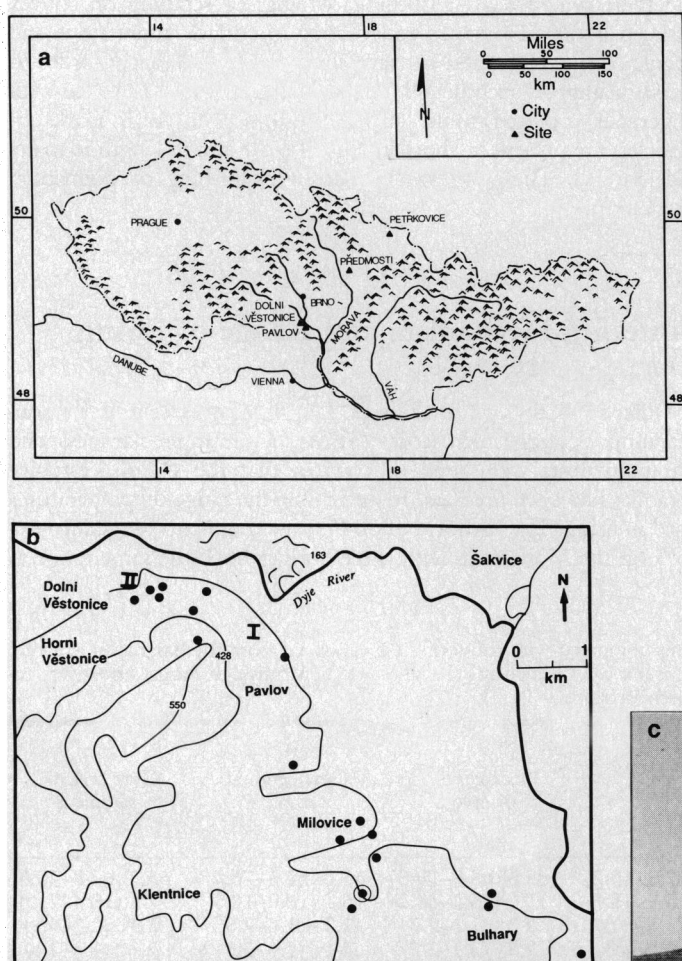 14
18
22
a
Miles
0 50 100
0 50 100 150
km
N
• City
▲ Site
50
50
PRAGUE
PETŘKOVICE
PŘEDMOSTI
BRNO
DOLNI
VĚSTONICE
PAVLOV
MORAVA
DANUBE
VIENNA
VÁH
48
48
14
18
22
b
163
Šakvice
Dolni
Věstonice
II
Dyje River
N
Horni
Věstonice
I
0 1
km
428
Pavlov
550
c
Milovice
Klentnice
Bulhary